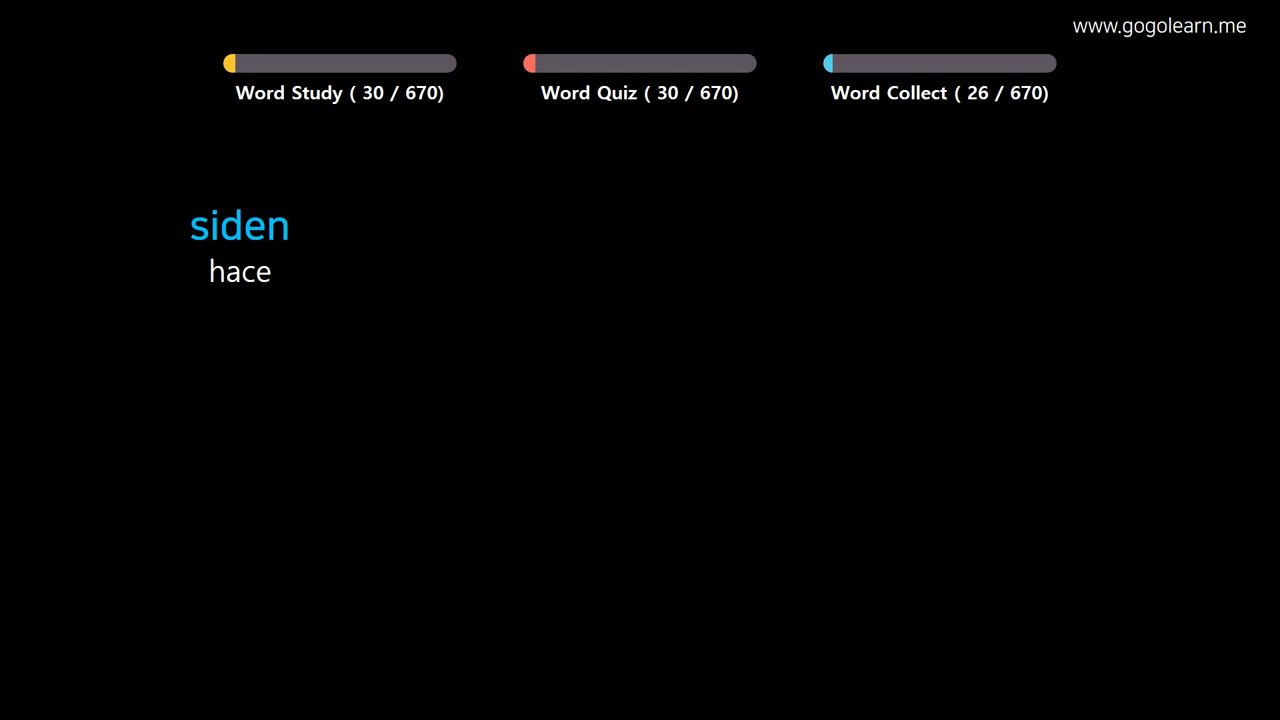 www.gogolearn.me
Word Study ( 30 / 670)
Word Quiz ( 30 / 670)
Word Collect ( 26 / 670)
siden
hace